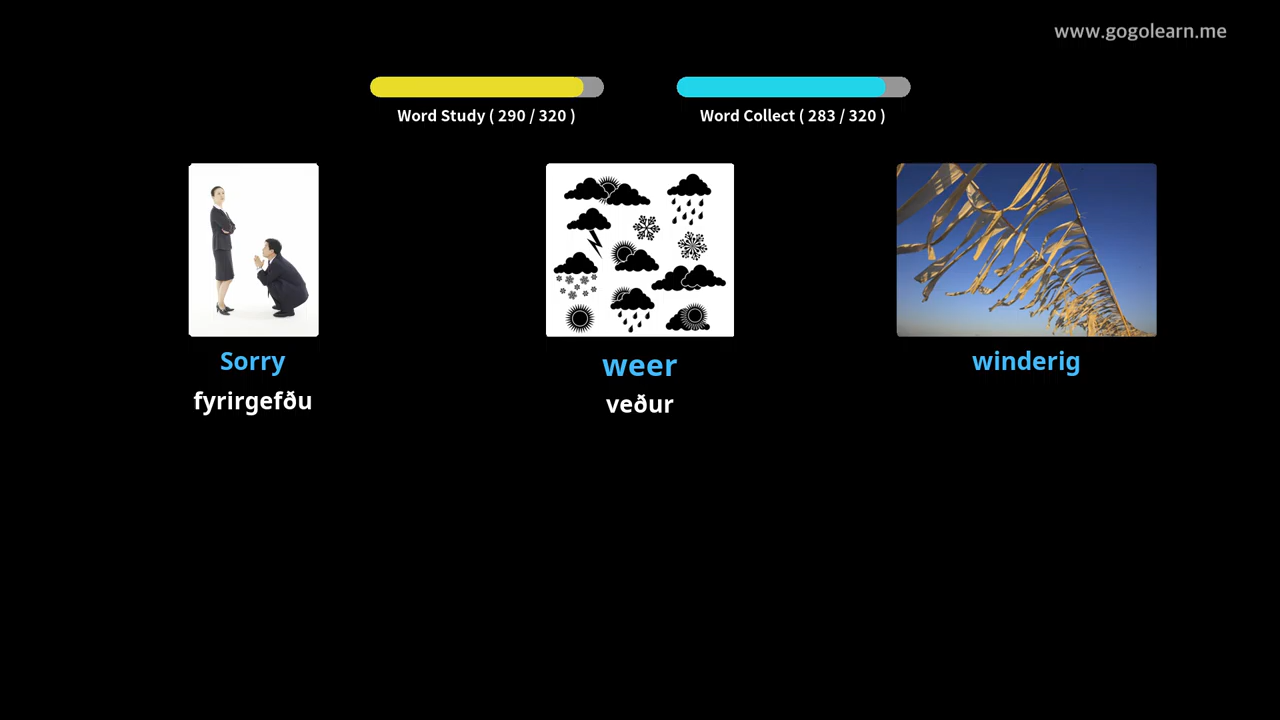 www.gogolearn.me
Word Study ( 290 / 320 )
Word Collect ( 283 / 320 )
Sorry
fyrirgefðu
weer
veður
winderig